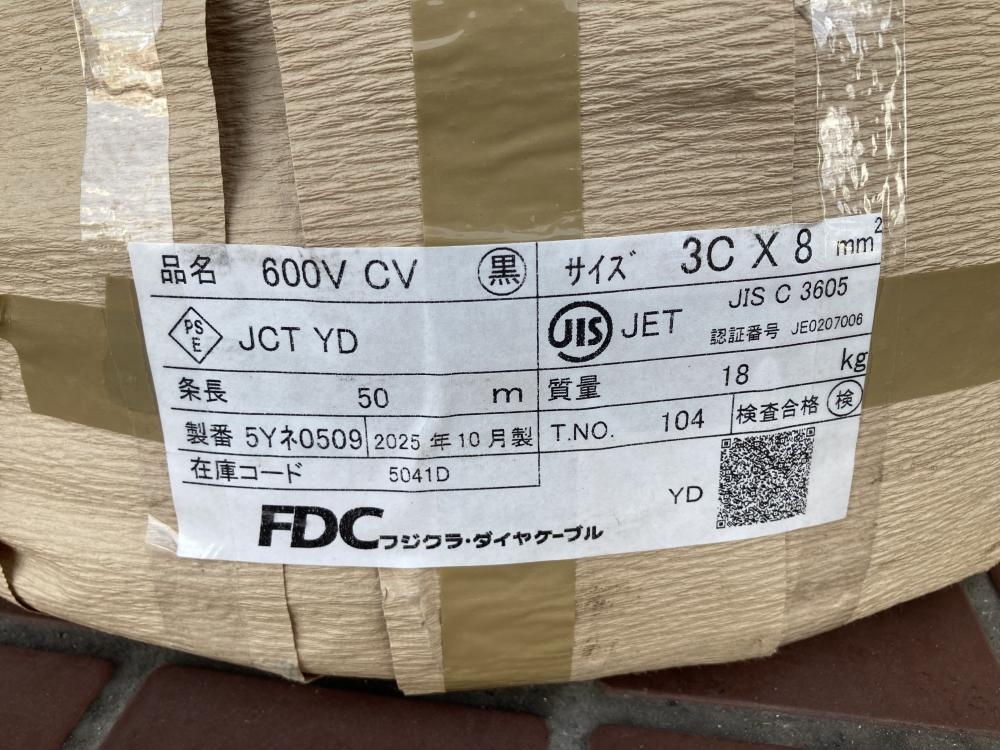 品名 600V CV 黒 サイズ 3C X 8 mm²
PSE JCT YD JIS JET JIS C 3605
認証番号 JE0207006
条長 50 m 質量 18 kg
製番 5Yネ0509 2025 年 10 月製 T.NO. 104 検査合格 検
在庫コード 5041D
YD
FDC フジクラ・ダイヤケーブル